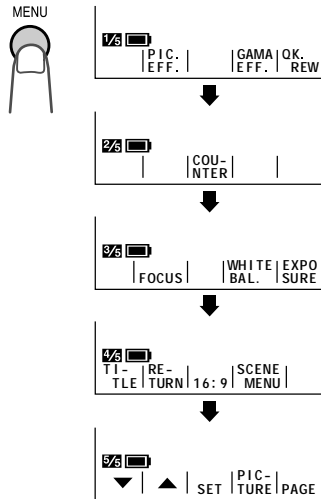 MENU
1/5
PIC. GAMA QK.
EFF. EFF. REW
2/5
COU-
NTER
3/5
WHITE EXPO
FOCUS BAL. SURE
4/5
TI- RE- SCENE
TLE TURN 16:9 MENU
5/5
PIC-
SET TURE PAGE